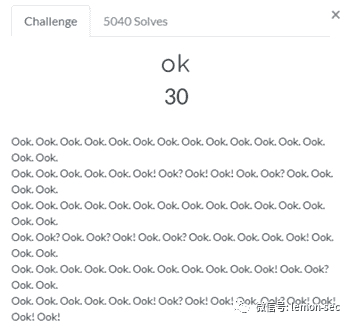 Challenge
5040 Solves
×
ok
30
Ook. Ook. Ook. Ook. Ook. Ook. Ook. Ook. Ook. Ook. Ook. Ook. Ook.
Ook. Ook.
Ook. Ook. Ook. Ook. Ook. Ook! Ook? Ook! Ook! Ook. Ook? Ook. Ook.
Ook. Ook.
Ook. Ook. Ook. Ook. Ook. Ook. Ook. Ook. Ook. Ook. Ook. Ook. Ook.
Ook. Ook.
Ook. Ook? Ook. Ook? Ook! Ook. Ook? Ook. Ook. Ook. Ook. Ook! Ook.
Ook. Ook.
Ook. Ook. Ook. Ook. Ook. Ook. Ook. Ook. Ook. Ook! Ook. Ook?
Ook. Ook.
Ook. Ook. Ook. Ook. Ook. Ook! Ook? Ook! Ook! Ook. Ook? Ook! Ook!
Ook! Ook!
微信号: lemon-sec